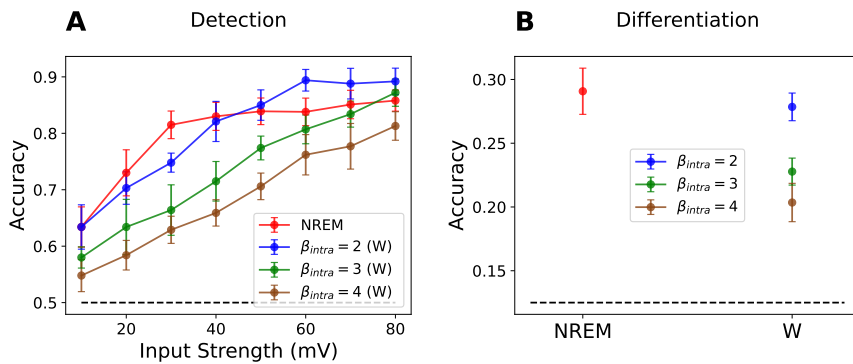 A
Detection
Accuracy
0.9
0.8
0.7
0.6
0.5
20
40
60
80
Input Strength (mV)
NREM
β_intra = 2 (W)
β_intra = 3 (W)
β_intra = 4 (W)
B
Differentiation
Accuracy
0.30
0.25
0.20
0.15
NREM
W
β_intra = 2
β_intra = 3
β_intra = 4